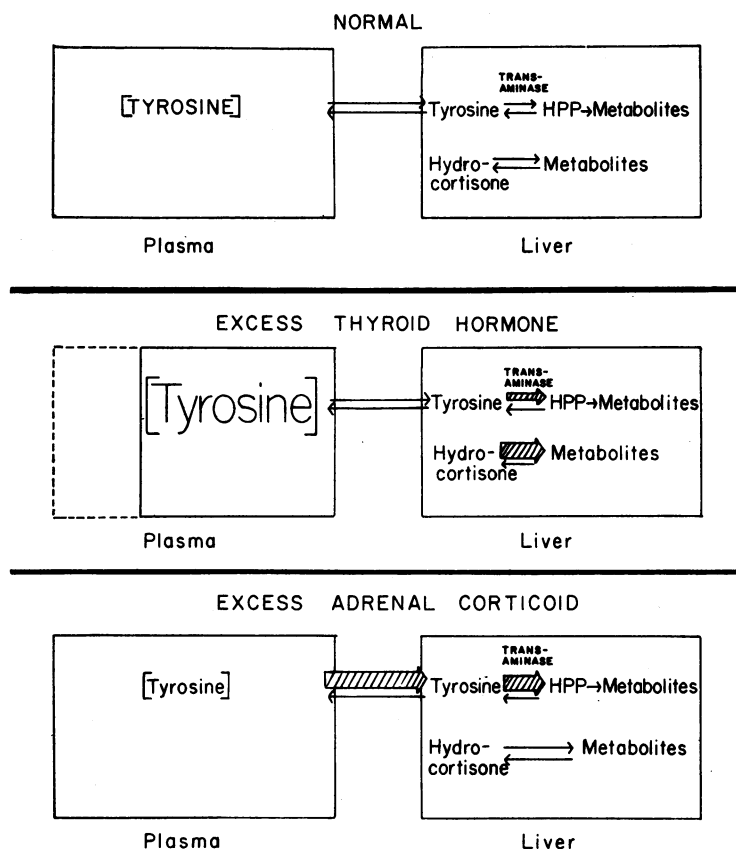 NORMAL
[TYROSINE]
TRANS-
AMINASE
Tyrosine HPP→Metabolites
Hydro-
cortisone
Metabolites
Plasma
Liver
EXCESS THYROID HORMONE
[Tyrosine]
TRANS-
AMINASE
Tyrosine HPP→Metabolites
Hydro-
cortisone
Metabolites
Plasma
Liver
EXCESS ADRENAL CORTICOID
[Tyrosine]
TRANS-
AMINASE
Tyrosine HPP→Metabolites
Hydro-
cortisone
Metabolites
Plasma
Liver